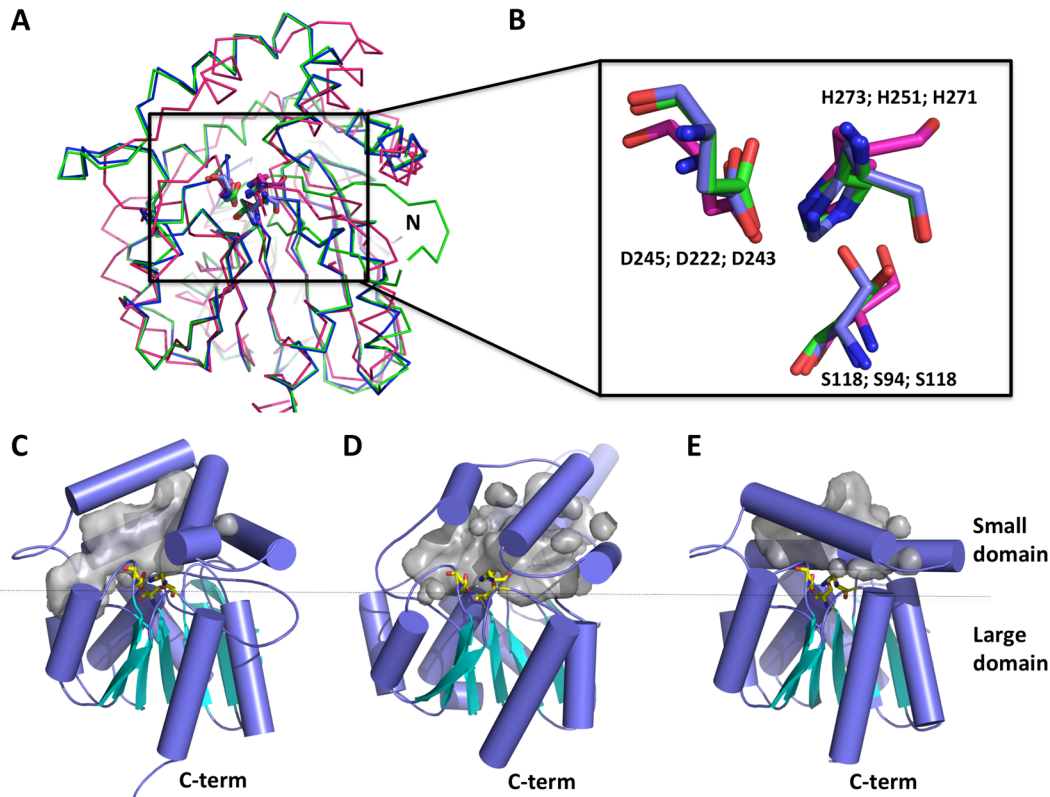 A
B
N
H273; H251; H271
D245; D222; D243
S118; S94; S118
C
D
E
Small
domain
Large
domain
C-term
C-term
C-term